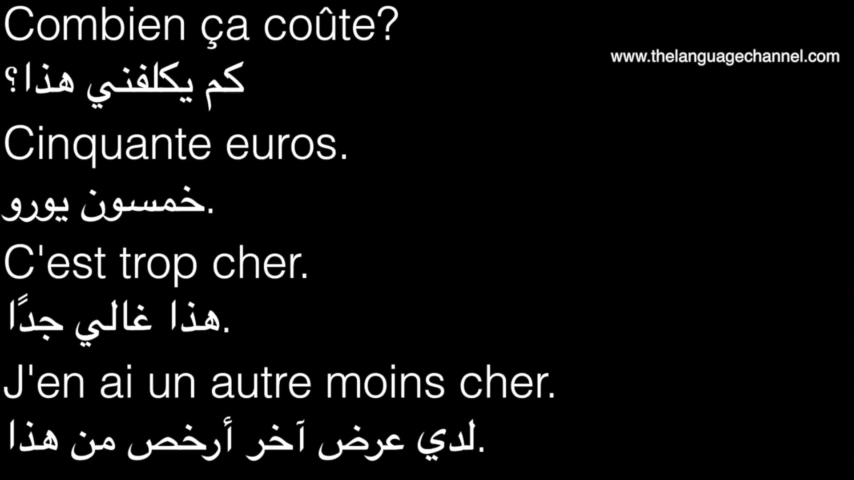 Combien ça coûte?
كم يكلفني هذا؟
Cinquante euros.
خمسون يورو.
C'est trop cher.
هذا غالي جدًا.
J'en ai un autre moins cher.
لدي عرض آخر أرخص من هذا.
www.thelanguagechannel.com